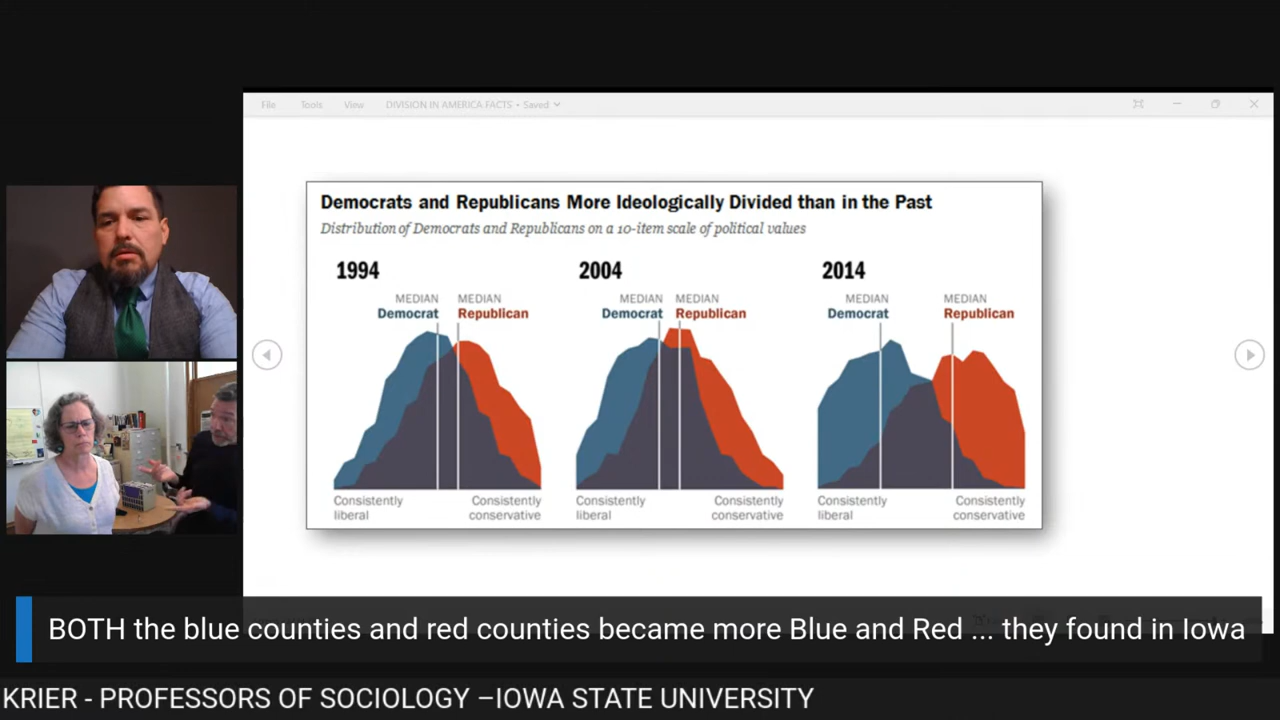 File Tools View DIVISION IN AMERICA FACTS • Saved
Democrats and Republicans More Ideologically Divided than in the Past
Distribution of Democrats and Republicans on a 10-item scale of political values
1994
MEDIAN Democrat
MEDIAN Republican
Consistently liberal
Consistently conservative
2004
MEDIAN Democrat
MEDIAN Republican
Consistently liberal
Consistently conservative
2014
MEDIAN Democrat
MEDIAN Republican
Consistently liberal
Consistently conservative
BOTH the blue counties and red counties became more Blue and Red ... they found in Iowa
KRIER - PROFESSORS OF SOCIOLOGY –IOWA STATE UNIVERSITY